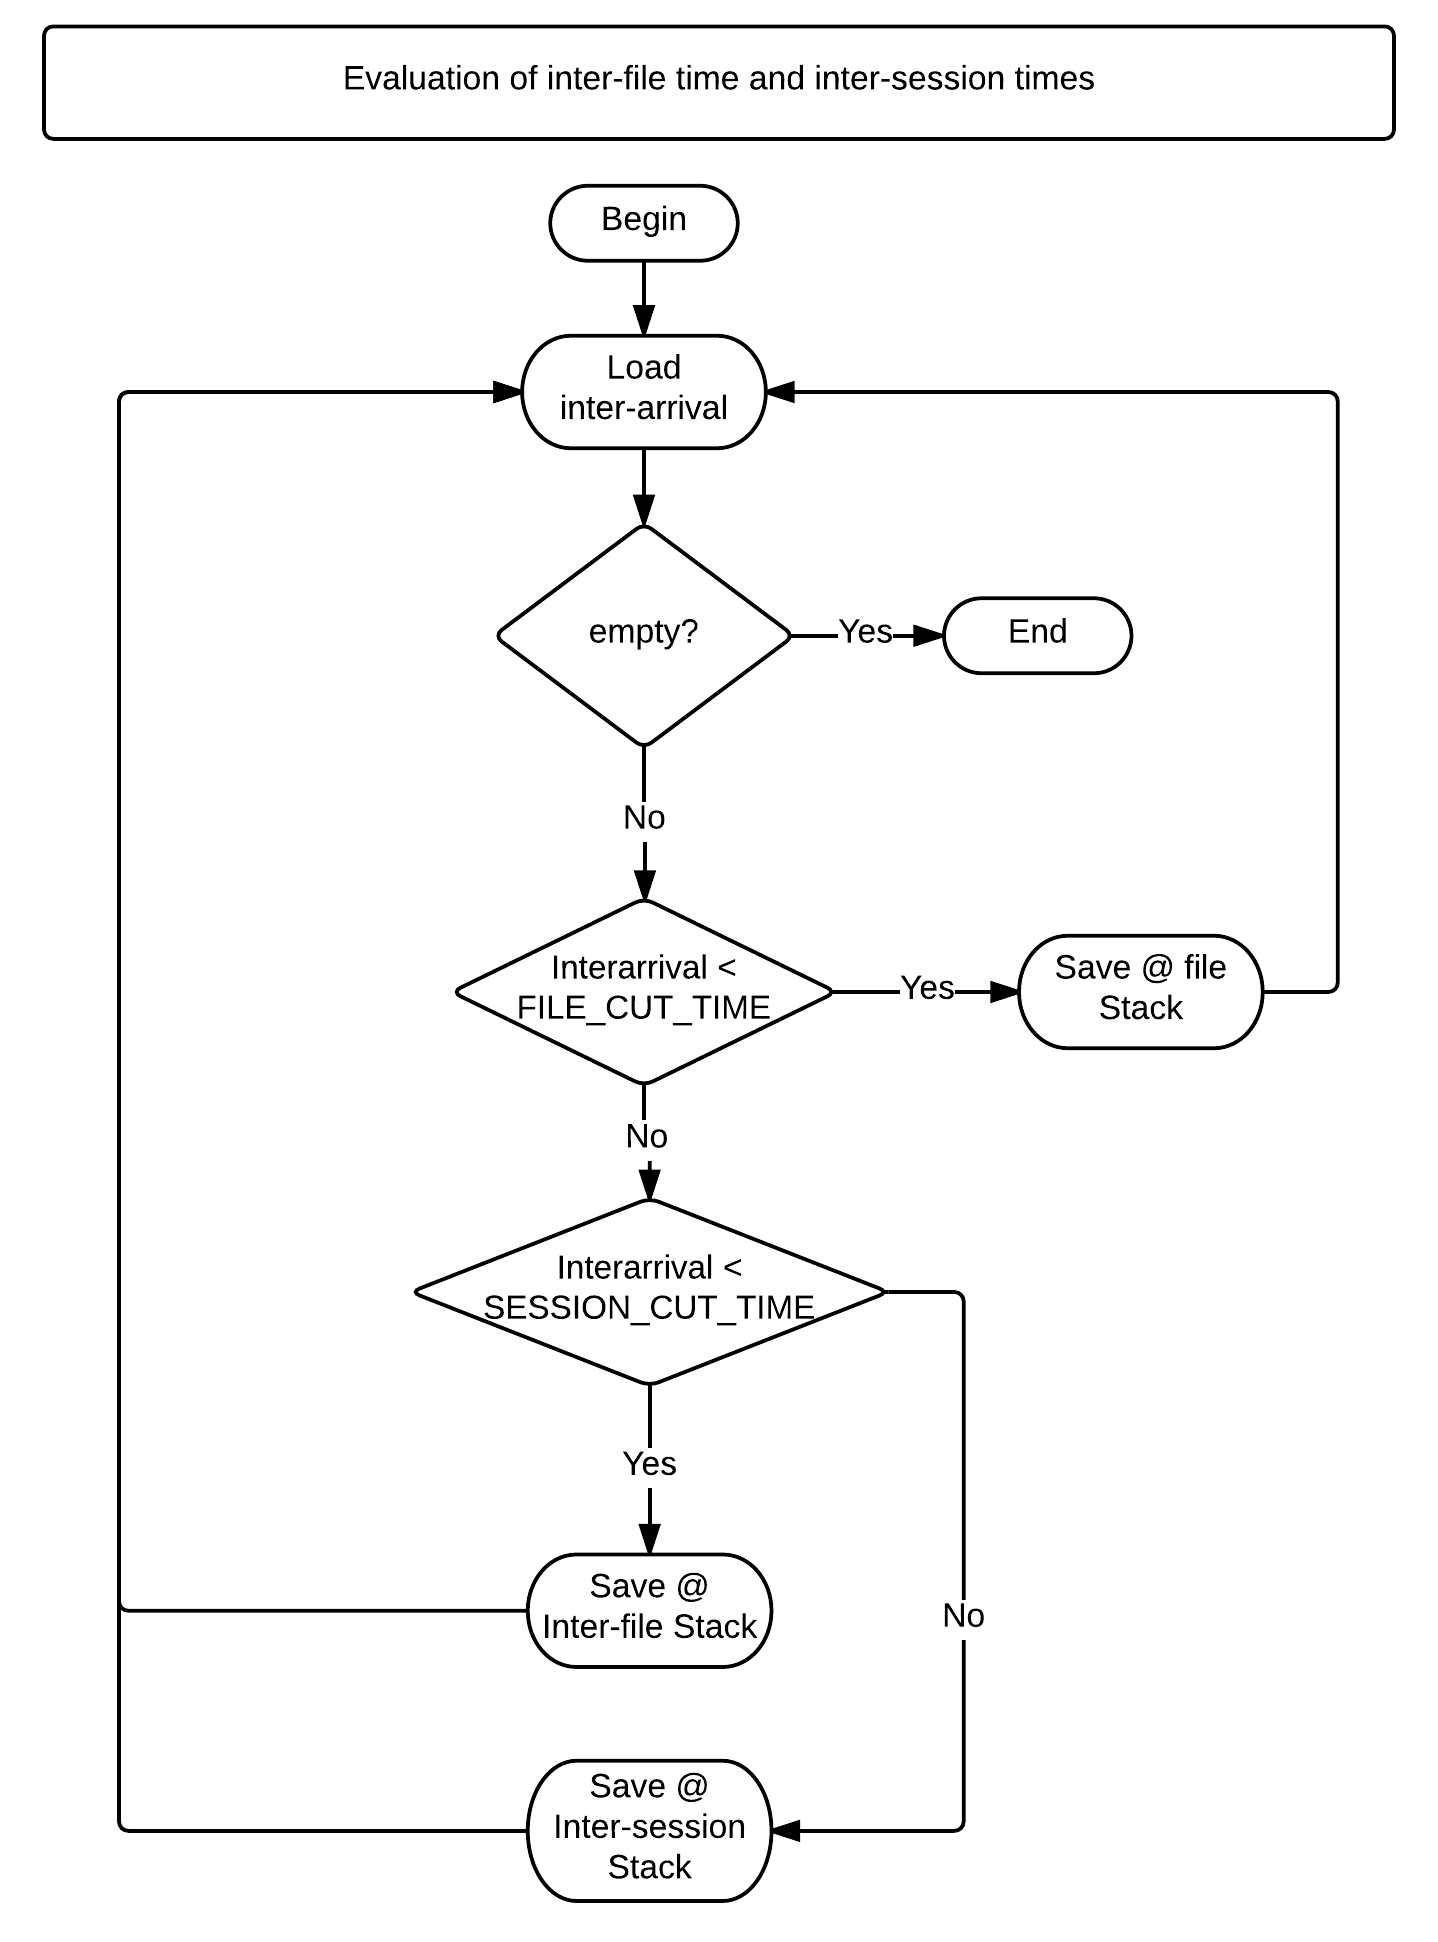 Evaluation of inter-file time and inter-session times
Begin
Load
inter-arrival
empty?
Yes
End
No
Interarrival <
FILE_CUT_TIME
Yes
Save @ file
Stack
No
Interarrival <
SESSION_CUT_TIME
Yes
Save @
Inter-file Stack
No
Save @
Inter-session
Stack